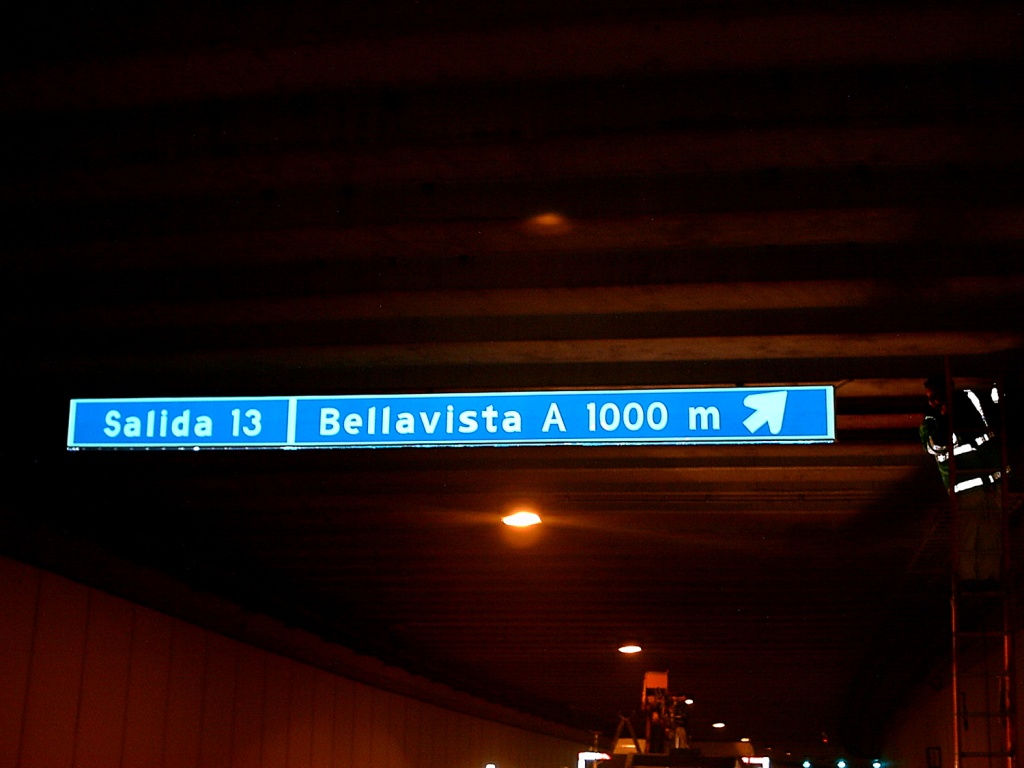 Salida 13 Bellavista A 1000 m